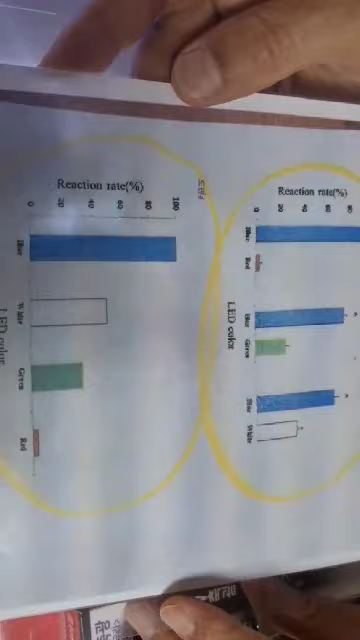 Reaction rate(%)
0 20 40 60 80 100
Blue White Green Red
LED color
Reaction rate(%)
0 20 40 60 80
Blue Red Blue Green Blue White
LED color